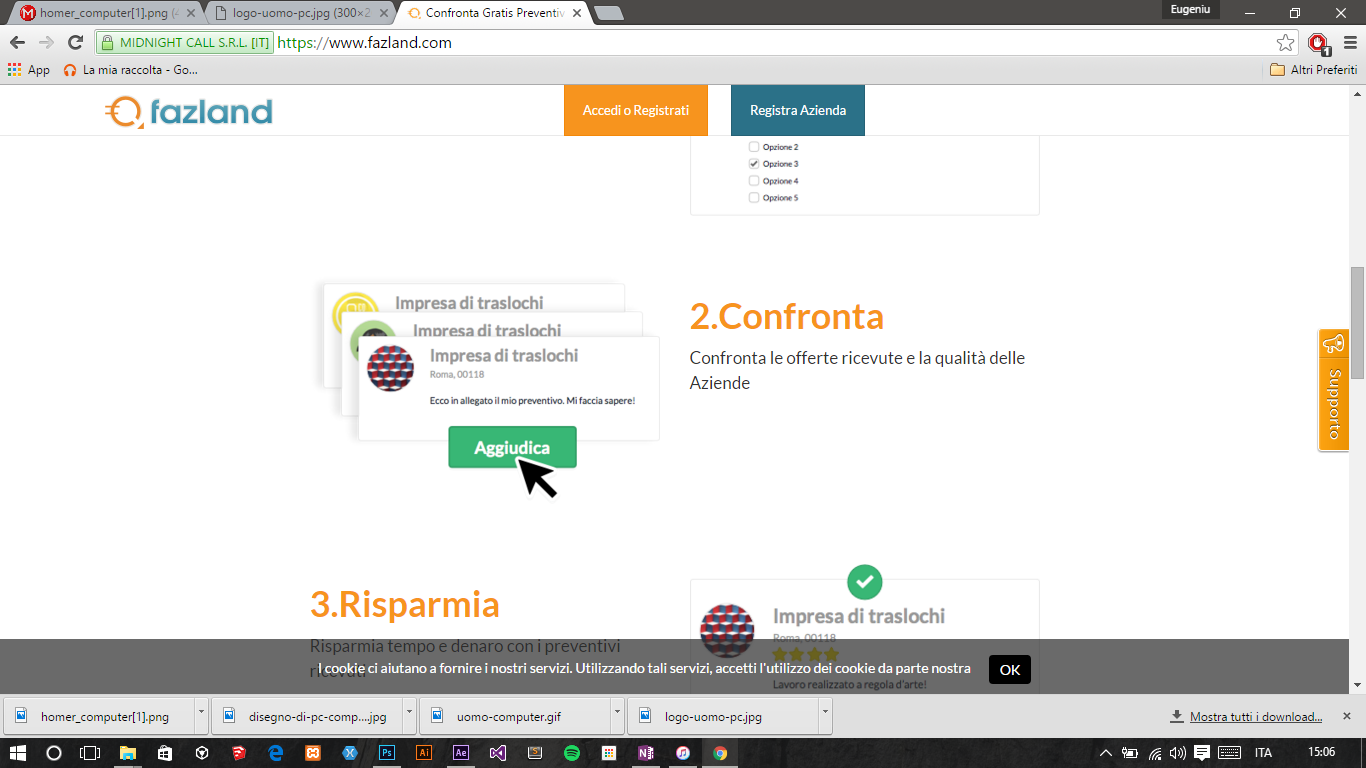 Eugeniu
homer_computer[1].png (4
logo-uomo-pc.jpg (300×2
Confronta Gratis Preventiv
MIDNIGHT CALL S.R.L. [IT]
https://www.fazland.com
App
La mia raccolta - Go...
Altri Preferiti
fazland
Accedi o Registrati
Registra Azienda
Opzione 2
Opzione 3
Opzione 4
Opzione 5
Impresa di traslochi
Impresa di traslochi
Impresa di traslochi
Roma, 00118
Ecco in allegato il mio preventivo. Mi faccia sapere!
Aggiudica
2.Confronta
Confronta le offerte ricevute e la qualità delle
Aziende
Supporto
3.Risparmia
Risparmia tempo e denaro con i preventivi
ricevuti
Impresa di traslochi
Roma, 00118
Lavoro realizzato a regola d'arte!
I cookie ci aiutano a fornire i nostri servizi. Utilizzando tali servizi, accetti l'utilizzo dei cookie da parte nostra
OK
homer_computer[1].png
disegno-di-pc-comp....jpg
uomo-computer.gif
logo-uomo-pc.jpg
Mostra tutti i download...
Ps
Ai
Ae
N
ITA
15:06